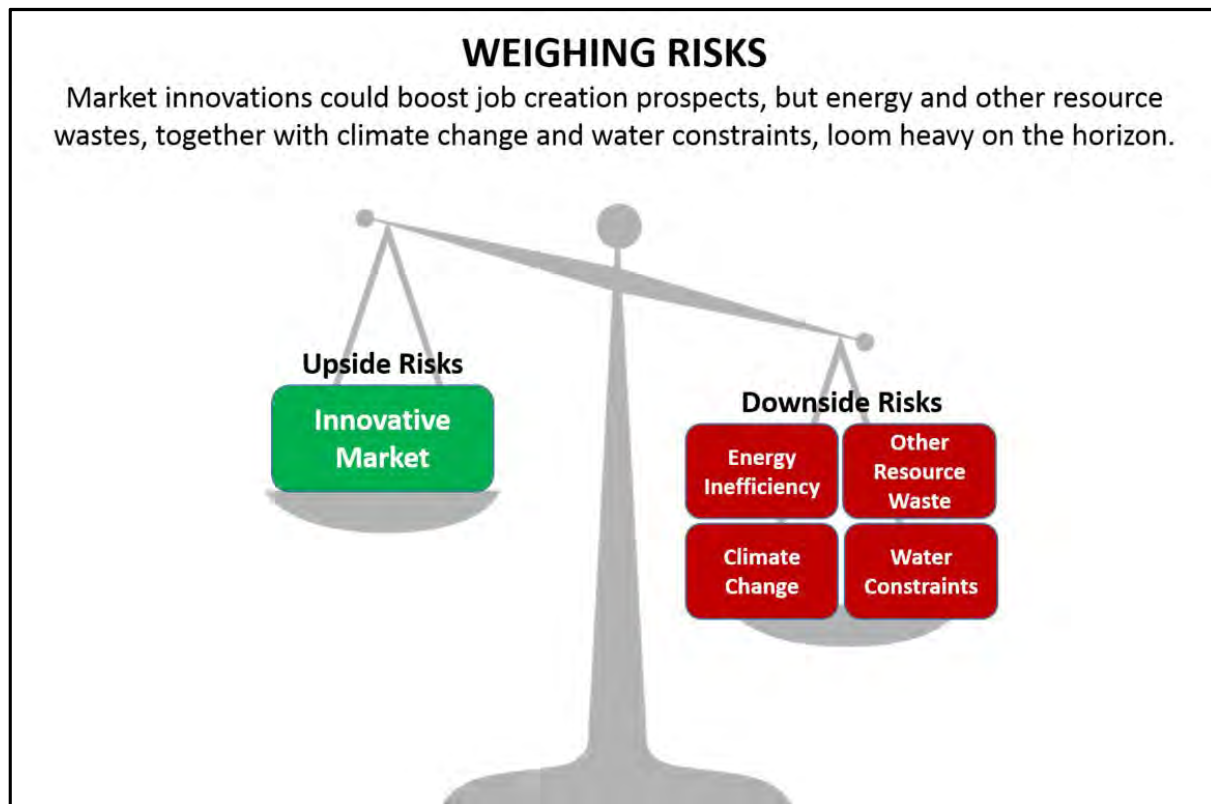 WEIGHING RISKS
Market innovations could boost job creation prospects, but energy and other resource
wastes, together with climate change and water constraints, loom heavy on the horizon.
Upside Risks
Innovative
Market
Downside Risks
Energy
Inefficiency
Other
Resource
Waste
Climate
Change
Water
Constraints